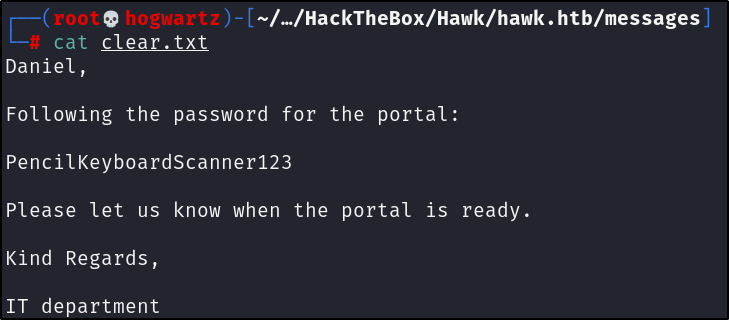 ┌──(root💀hogwartz)-[~/…/HackTheBox/Hawk/hawk.htb/messages]
└─# cat clear.txt
Daniel,
Following the password for the portal:
PencilKeyboardScanner123
Please let us know when the portal is ready.
Kind Regards,
IT department